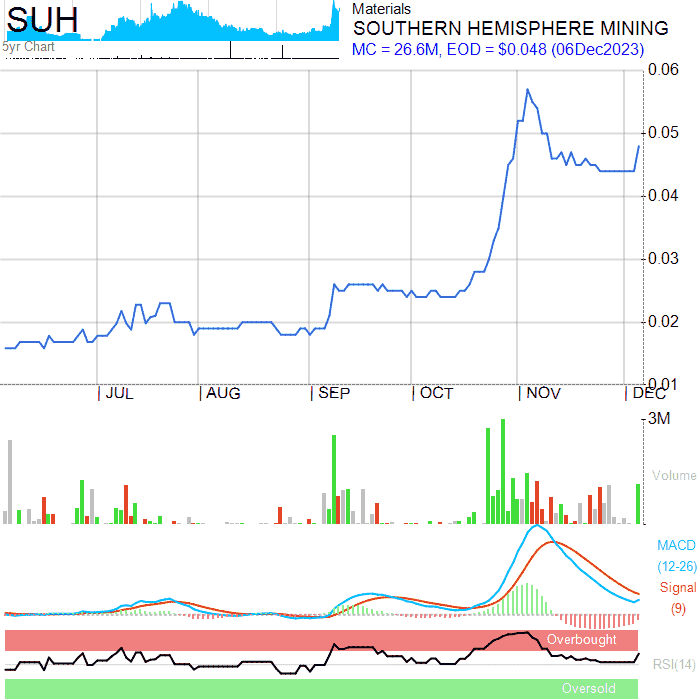 SUH
5yr Chart
Materials
SOUTHERN HEMISPHERE MINING
MC = 26.6M, EOD = $0.048 (06Dec2023)
0.06
0.05
0.04
0.03
0.02
0.01
JUL AUG SEP OCT NOV DEC
3M
Volume
MACD
(12-26)
Signal
(9)
Overbought
RSI(14)
Oversold